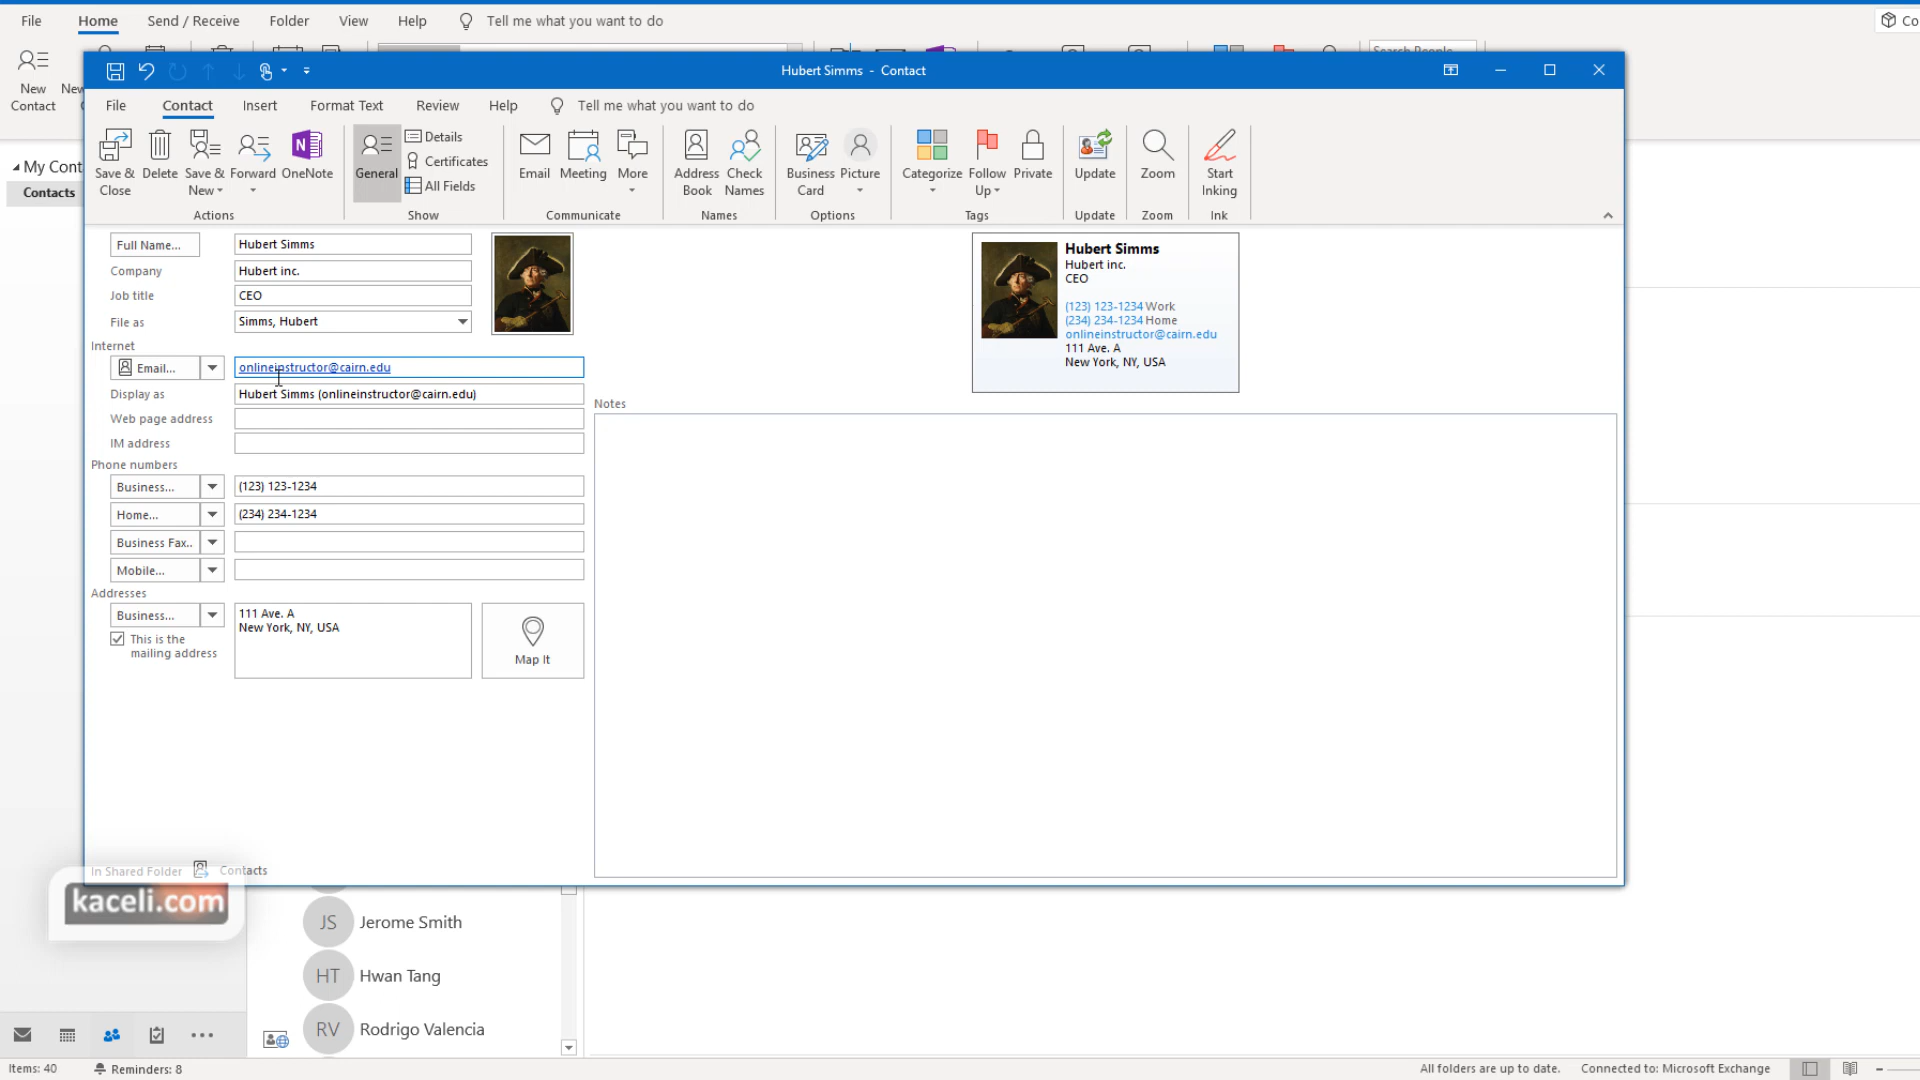 File Home Send / Receive Folder View Help Tell me what you want to do
New
Contact
Hubert Simms - Contact
File Contact Insert Format Text Review Help Tell me what you want to do
Save &
Close
Delete
Save &
New
Forward
OneNote
Actions
General
Details
Certificates
All Fields
Show
Email
Meeting
More
Communicate
Address
Book
Check
Names
Names
Business
Card
Picture
Options
Categorize
Follow
Up
Private
Tags
Update
Update
Zoom
Zoom
Start
Inking
Ink
My Cont
Contacts
Full Name... Hubert Simms
Company Hubert inc.
Job title CEO
File as Simms, Hubert
Internet
Email... onlineinstructor@cairn.edu
Display as Hubert Simms (onlineinstructor@cairn.edu)
Web page address
IM address
Phone numbers
Business... (123) 123-1234
Home... (234) 234-1234
Business Fax..
Mobile...
Addresses
Business...
111 Ave. A
New York, NY, USA
This is the
mailing address
Map It
Hubert Simms
Hubert inc.
CEO
(123) 123-1234 Work
(234) 234-1234 Home
onlineinstructor@cairn.edu
111 Ave. A
New York, NY, USA
Notes
In Shared Folder Contacts
kaceli.com
JS Jerome Smith
HT Hwan Tang
RV Rodrigo Valencia
Items: 40 Reminders: 8
All folders are up to date. Connected to: Microsoft Exchange